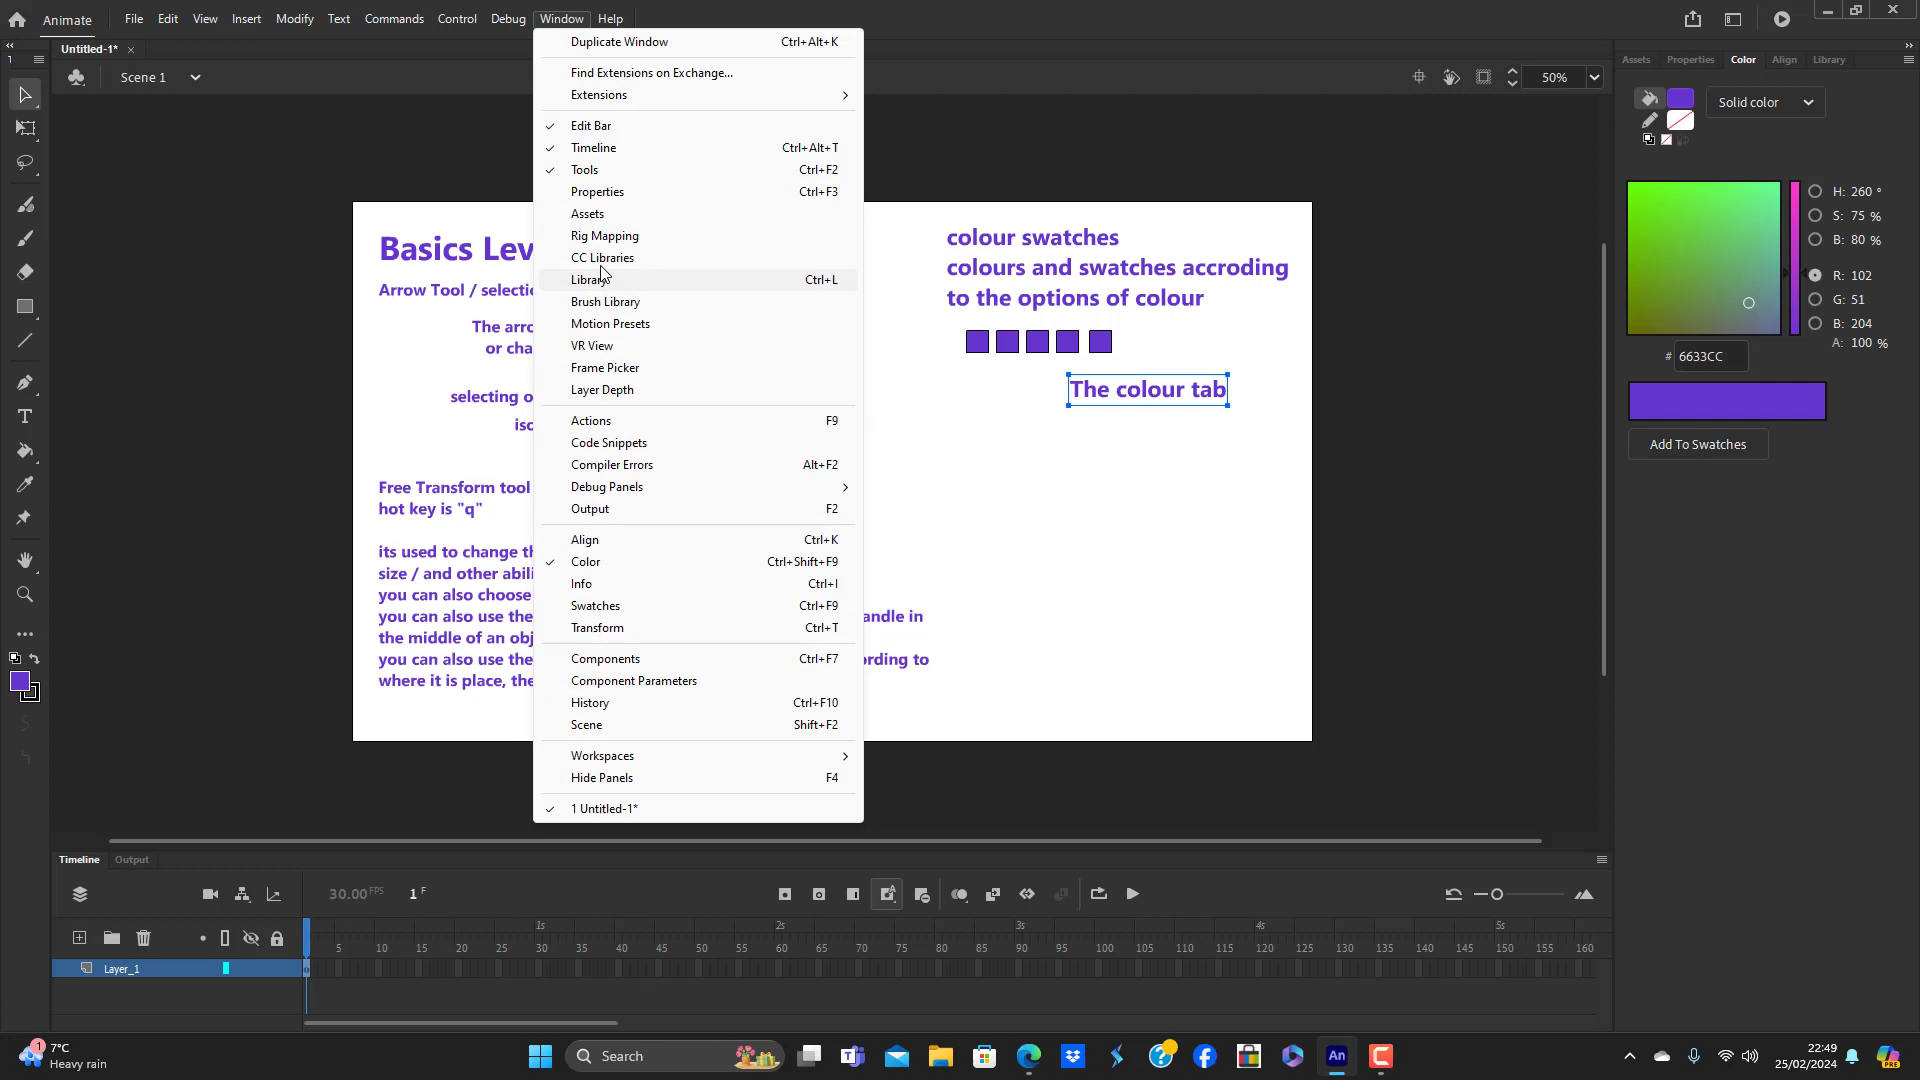 Animate File Edit View Insert Modify Text Commands Control Debug Window Help
Untitled-1*
Scene 1
50%
Duplicate Window Ctrl+Alt+K
Find Extensions on Exchange...
Extensions
Edit Bar
Timeline Ctrl+Alt+T
Tools Ctrl+F2
Properties Ctrl+F3
Assets
Rig Mapping
CC Libraries
Library Ctrl+L
Brush Library
Motion Presets
VR View
Frame Picker
Layer Depth
Actions F9
Code Snippets
Compiler Errors Alt+F2
Debug Panels
Output F2
Align Ctrl+K
Color Ctrl+Shift+F9
Info Ctrl+I
Swatches Ctrl+F9
Transform Ctrl+T
Components Ctrl+F7
Component Parameters
History Ctrl+F10
Scene Shift+F2
Workspaces
Hide Panels F4
1 Untitled-1*
Basics Lev
Arrow Tool / selecti
The arro
or cha
selecting o
iso
Free Transform tool
hot key is "q"
its used to change th
size / and other abili
you can also choose
you can also use the andle in
the middle of an obj
you can also use the ording to
where it is place, the
colour swatches
colours and swatches accroding
to the options of colour
The colour tab
Assets Properties Color Align Library
Solid color
H: 260 °
S: 75 %
B: 80 %
R: 102
G: 51
B: 204
A: 100 %
# 6633CC
Add To Swatches
Timeline Output
30.00 FPS 1 F
1s 2s 3s 4s 5s
5 10 15 20 25 30 35 40 45 50 55 60 65 70 75 80 85 90 95 100 105 110 115 120 125 130 135 140 145 150 155 160
Layer_1
1
7°C
Heavy rain
Search
An
22:49
25/02/2024
PRE